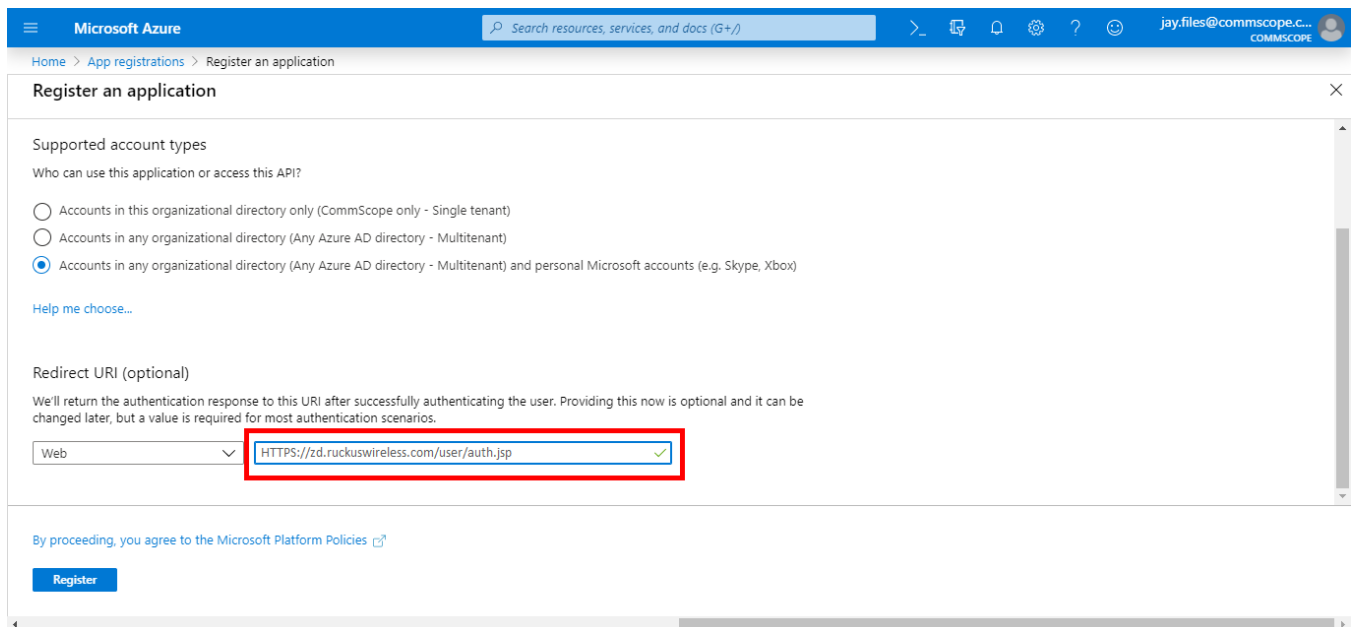 Microsoft Azure
Search resources, services, and docs (G+/)
jay.files@commscope.c...
COMMSCOPE
Home > App registrations > Register an application
Register an application
Supported account types
Who can use this application or access this API?
Accounts in this organizational directory only (CommScope only - Single tenant)
Accounts in any organizational directory (Any Azure AD directory - Multitenant)
Accounts in any organizational directory (Any Azure AD directory - Multitenant) and personal Microsoft accounts (e.g. Skype, Xbox)
Help me choose...
Redirect URI (optional)
We'll return the authentication response to this URI after successfully authenticating the user. Providing this now is optional and it can be
changed later, but a value is required for most authentication scenarios.
Web
HTTPS://zd.ruckuswireless.com/user/auth.jsp
By proceeding, you agree to the Microsoft Platform Policies
Register